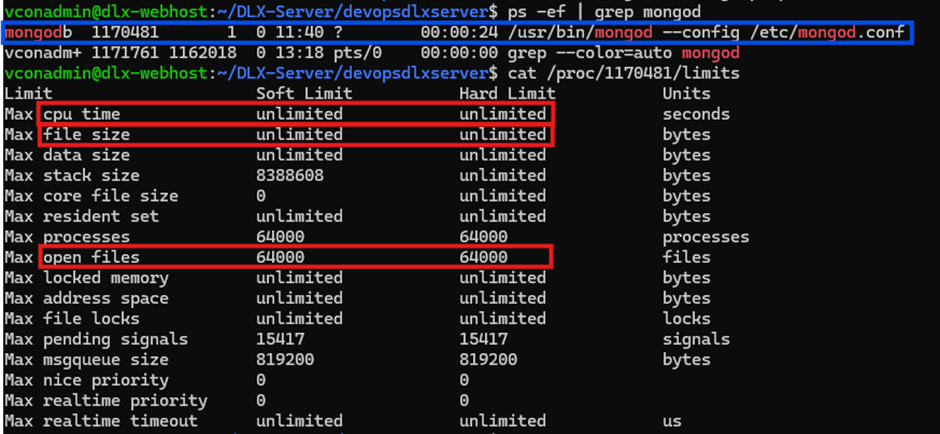 vconadmin@dlx-webhost:~/DLX-Server/devopsdlxserver$ ps -ef | grep mongod
mongodb  1170481       1  0 11:40 ?        00:00:24 /usr/bin/mongod --config /etc/mongod.conf
vconadm+ 1171761 1162018  0 13:18 pts/0    00:00:00 grep --color=auto mongod
vconadmin@dlx-webhost:~/DLX-Server/devopsdlxserver$ cat /proc/1170481/limits
Limit                     Soft Limit           Hard Limit           Units
Max cpu time              unlimited            unlimited            seconds
Max file size             unlimited            unlimited            bytes
Max data size             unlimited            unlimited            bytes
Max stack size            8388608              unlimited            bytes
Max core file size        0                    unlimited            bytes
Max resident set          unlimited            unlimited            bytes
Max processes             64000                64000                processes
Max open files            64000                64000                files
Max locked memory         unlimited            unlimited            bytes
Max address space         unlimited            unlimited            bytes
Max file locks            unlimited            unlimited            locks
Max pending signals       15417                15417                signals
Max msgqueue size         819200               819200               bytes
Max nice priority         0                    0
Max realtime priority     0                    0
Max realtime timeout      unlimited            unlimited            us